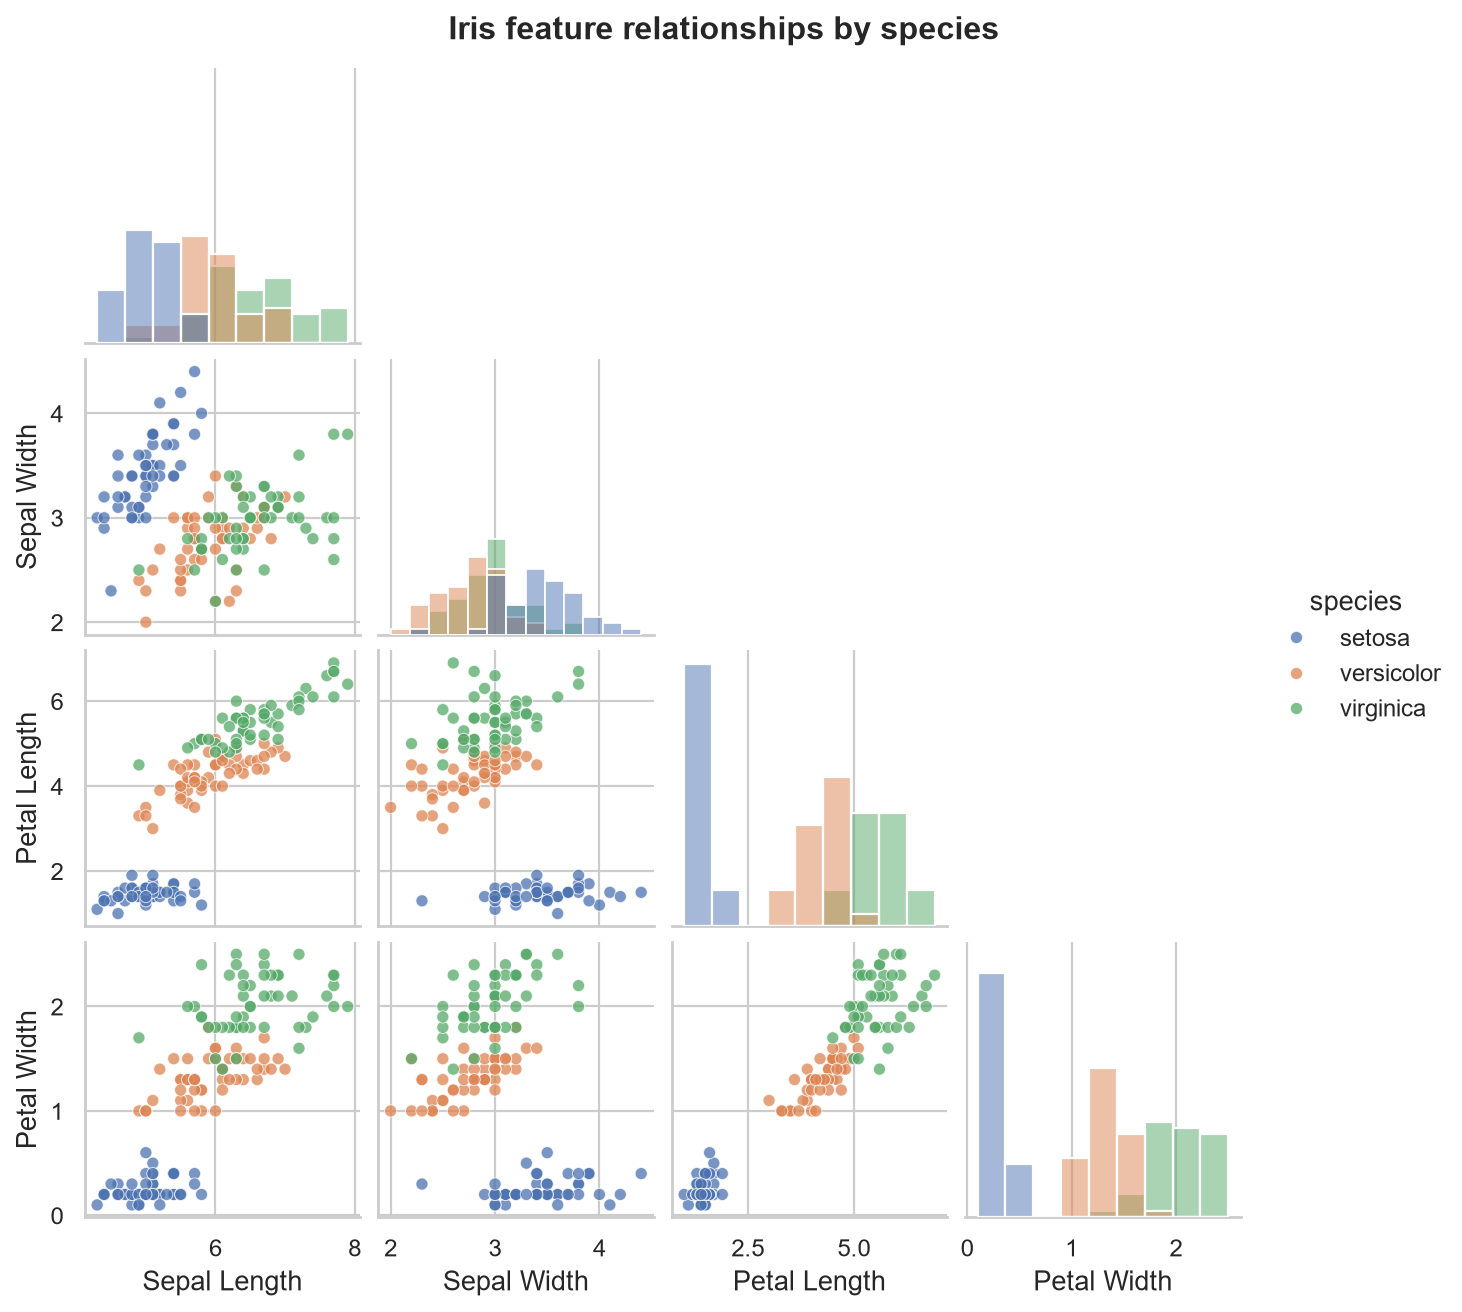 Iris feature relationships by species
Sepal Width
4
3
2
Petal Length
6
4
2
Petal Width
2
1
0
6 8
2 3 4
2.5 5.0
0 1 2
Sepal Length
Sepal Width
Petal Length
Petal Width
species
setosa
versicolor
virginica